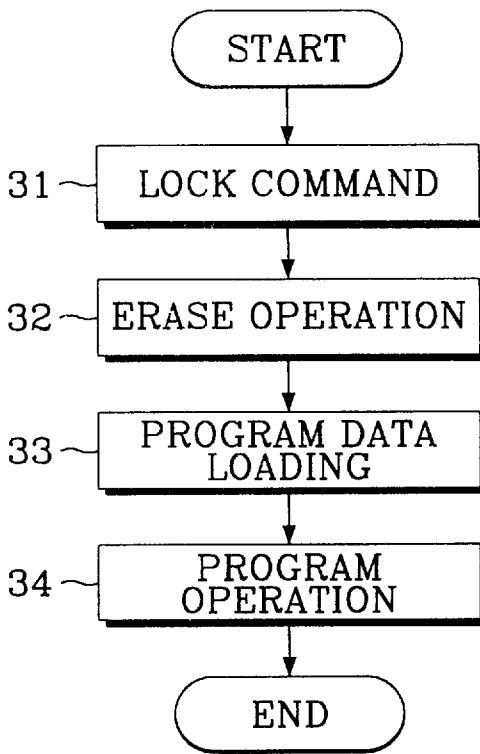 START
31
LOCK COMMAND
32
ERASE OPERATION
33
PROGRAM DATA
LOADING
34
PROGRAM
OPERATION
END